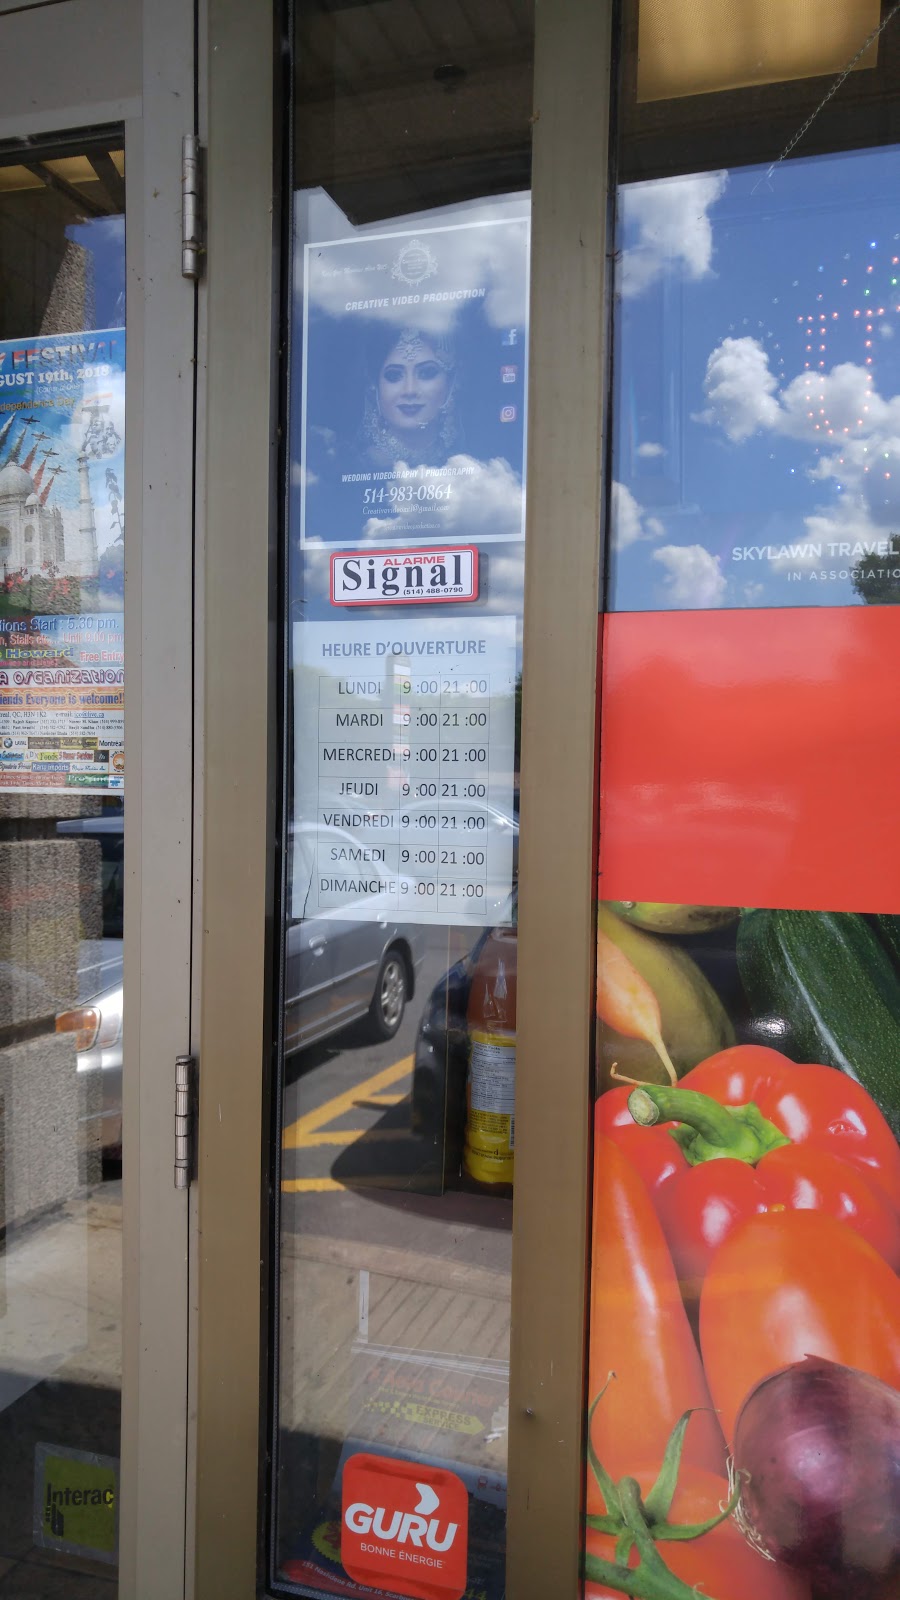 FESTIVAL
GUST 19th, 2018
CREATIVE VIDEO PRODUCTION
WEDDING VIDEOGRAPHY | PHOTOGRAPHY
514-983-0864
ALARME
Signal
(514) 488-0790
HEURE D'OUVERTURE
LUNDI 9 :00 21 :00
MARDI 9 :00 21 :00
MERCREDI 9 :00 21 :00
JEUDI 9 :00 21 :00
VENDREDI 9 :00 21 :00
SAMEDI 9 :00 21 :00
DIMANCHE 9 :00 21 :00
SKYLAWN TRAVEL
IN ASSOCIATIO
tions Start : 5.30 pm.
Howard Free Entry
ORGANIZATION
iends Everyone is welcome!!
Interac
EXPRESS
GURU
BONNE ÉNERGIE